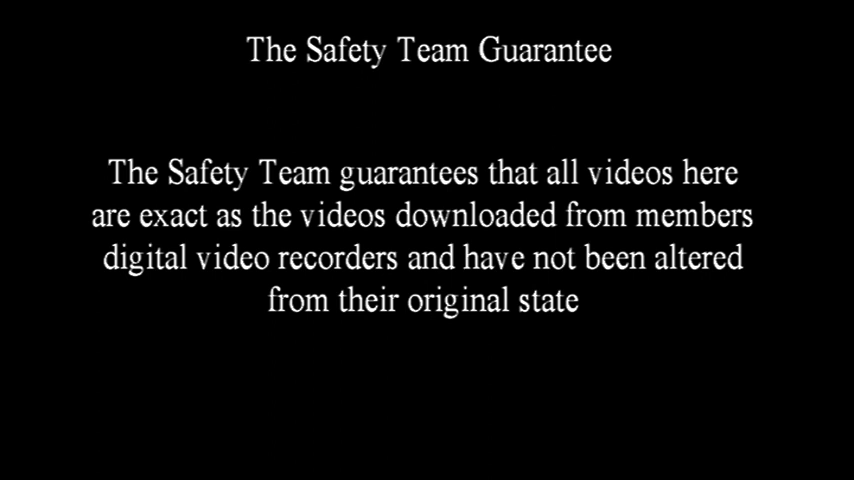 The Safety Team Guarantee
The Safety Team guarantees that all videos here
are exact as the videos downloaded from members
digital video recorders and have not been altered
from their original state